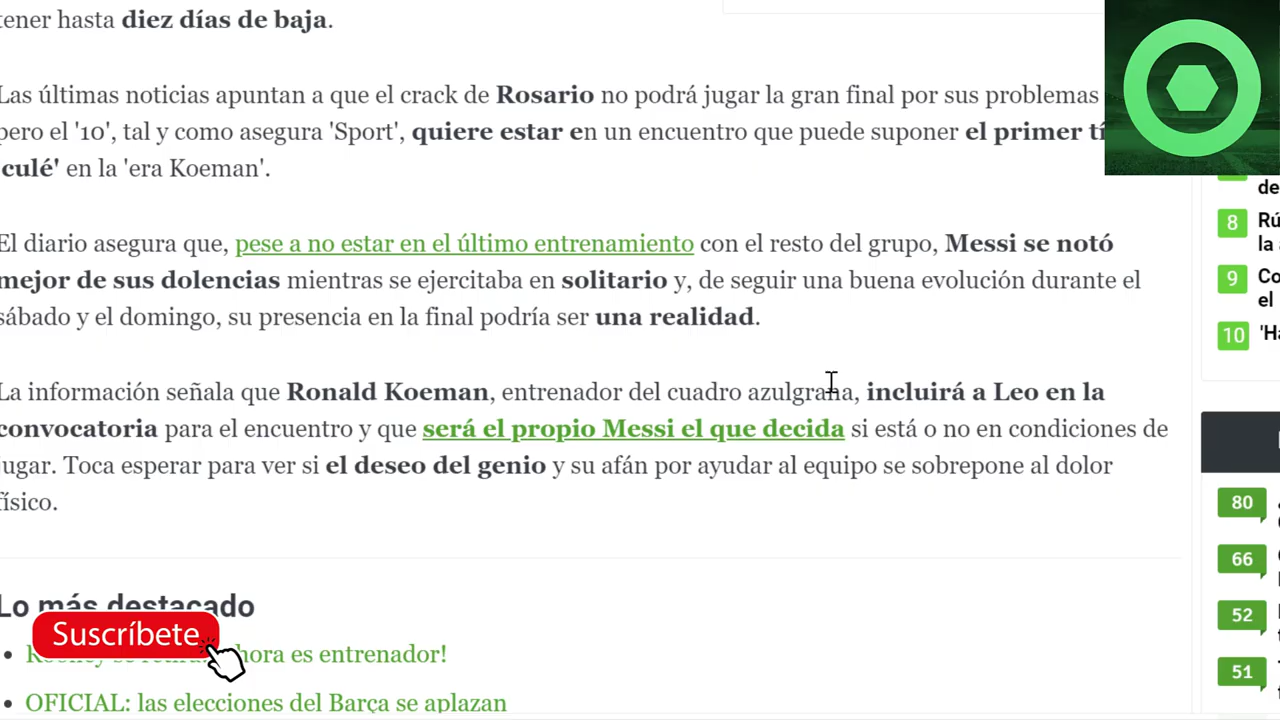 tener hasta diez días de baja.
Las últimas noticias apuntan a que el crack de Rosario no podrá jugar la gran final por sus problemas
pero el '10', tal y como asegura 'Sport', quiere estar en un encuentro que puede suponer el primer
culé' en la 'era Koeman'.
El diario asegura que, pese a no estar en el último entrenamiento con el resto del grupo, Messi se notó
mejor de sus dolencias mientras se ejercitaba en solitario y, de seguir una buena evolución durante el
sábado y el domingo, su presencia en la final podría ser una realidad.
La información señala que Ronald Koeman, entrenador del cuadro azulgrana, incluirá a Leo en la
convocatoria para el encuentro y que será el propio Messi el que decida si está o no en condiciones de
jugar. Toca esperar para ver si el deseo del genio y su afán por ayudar al equipo se sobrepone al dolor
físico.
Lo más destacado
Suscríbete
es entrenador!
OFICIAL: las elecciones del Barça se aplazan
de
8
la
9
el
10
80
66
52
51